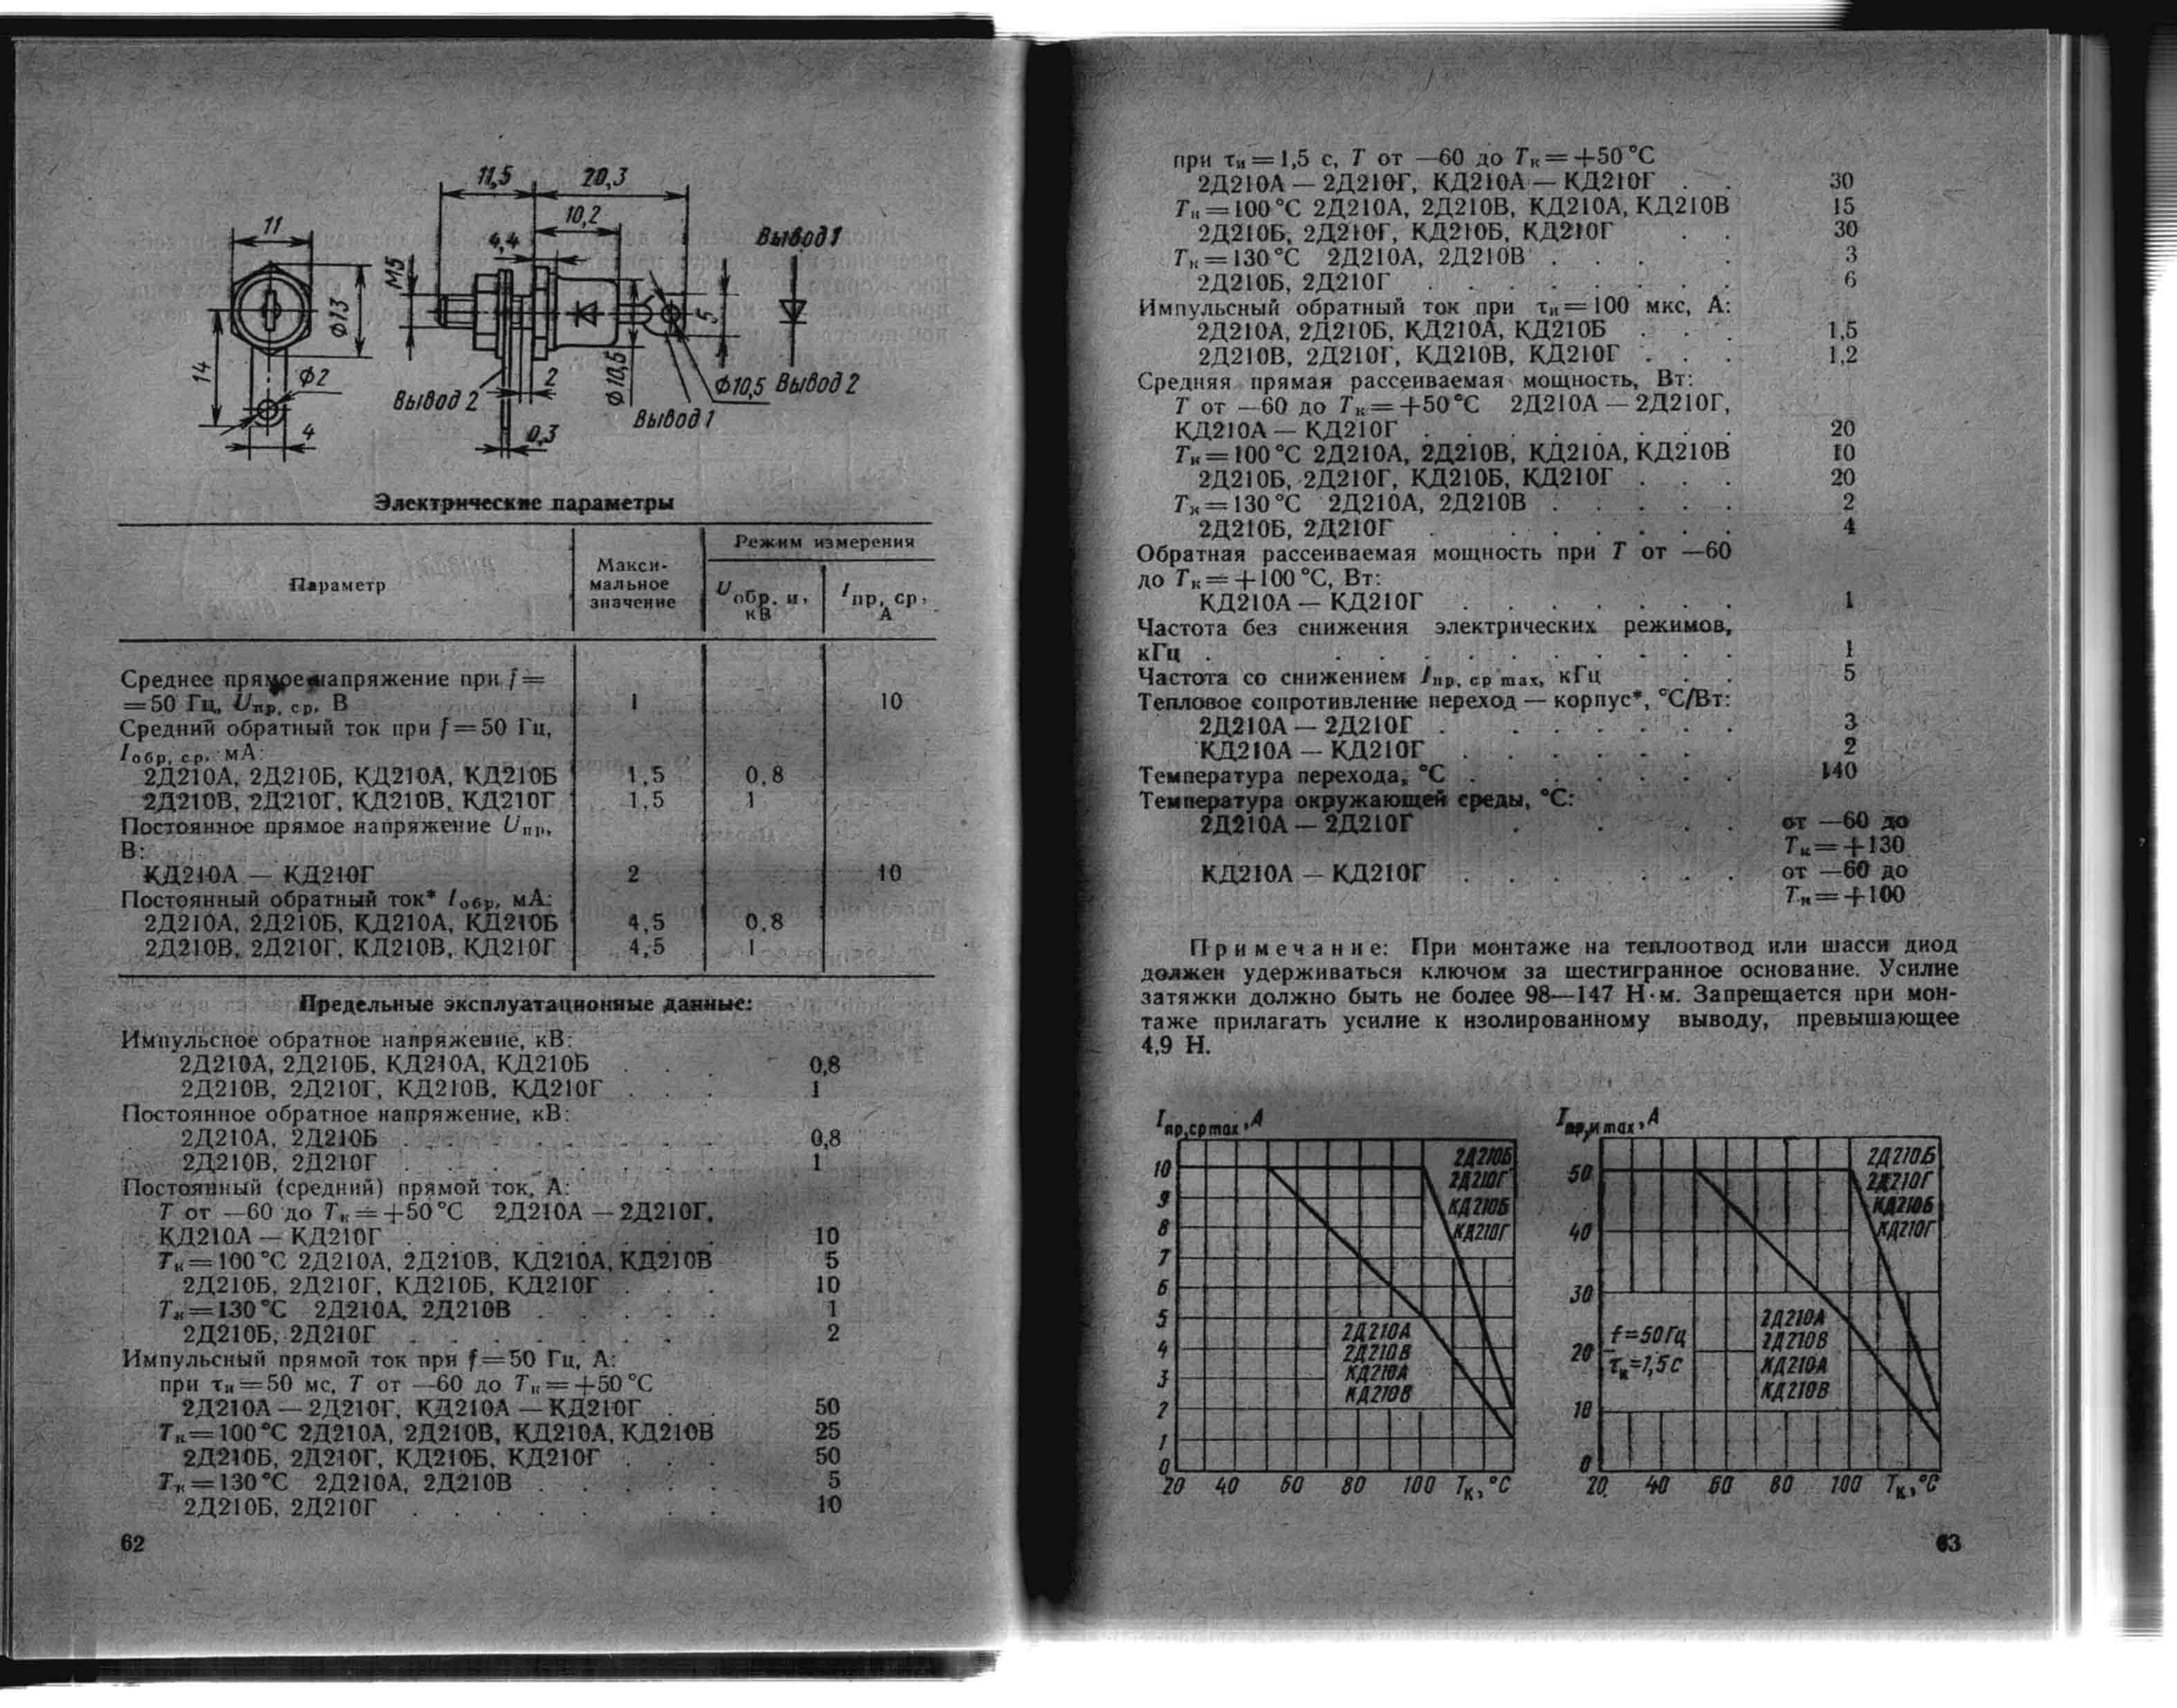 11,5
20,3
11
10,2
Вывод 1
4,4
М5
ф13
5
14
ф2
2
ф10,5
ф10,5
Вывод 2
Вывод 2
Вывод 1
4
0,3
Электрические параметры
Параметр
Макси-
мальное
значение
Режим измерения
Uобр. и,
кВ
Iпр, ср,
А
Среднее прямое напряжение при f =
= 50 Гц, Uпр. ср, В 1 10
Средний обратный ток при f = 50 Гц,
Iобр, ср, мА:
2Д210А, 2Д210Б, КД210А, КД210Б 1,5 0,8
2Д210В, 2Д210Г, КД210В, КД210Г 1,5 1
Постоянное прямое напряжение Uпр,
В:
КД210А — КД210Г 2 10
Постоянный обратный ток* Iобр, мА:
2Д210А, 2Д210Б, КД210А, КД210Б 4,5 0,8
2Д210В, 2Д210Г, КД210В, КД210Г 4,5 1
Предельные эксплуатационные данные:
Импульсное обратное напряжение, кВ:
2Д210А, 2Д210Б, КД210А, КД210Б . . . 0,8
2Д210В, 2Д210Г, КД210В, КД210Г . . . 1
Постоянное обратное напряжение, кВ:
2Д210А, 2Д210Б . . . . . . . . 0,8
2Д210В, 2Д210Г . . . . . . . . 1
Постоянный (средний) прямой ток, А:
T от —60 до Tк = +50 °С 2Д210А — 2Д210Г,
КД210А — КД210Г . . . . . . . . 10
Tк = 100 °С 2Д210А, 2Д210В, КД210А, КД210В 5
2Д210Б, 2Д210Г, КД210Б, КД210Г . . . 10
Tк = 130 °С 2Д210А, 2Д210В . . . . . 1
2Д210Б, 2Д210Г . . . . . . . . 2
Импульсный прямой ток при f = 50 Гц, А:
при τи = 50 мс, T от —60 до Tк = +50 °С
2Д210А — 2Д210Г, КД210А — КД210Г . . 50
Tк = 100 °С 2Д210А, 2Д210В, КД210А, КД210В 25
2Д210Б, 2Д210Г, КД210Б, КД210Г . . . 50
Tк = 130 °С 2Д210А, 2Д210В . . . . . 5
2Д210Б, 2Д210Г . . . . . . . . 10
62
при τи = 1,5 с, T от —60 до Tк = +50 °С
2Д210А — 2Д210Г, КД210А — КД210Г . . 30
Tк = 100 °С 2Д210А, 2Д210В, КД210А, КД210В 15
2Д210Б, 2Д210Г, КД210Б, КД210Г . . 30
Tк = 130 °С 2Д210А, 2Д210В . . . . 3
2Д210Б, 2Д210Г . . . . . . . . 6
Импульсный обратный ток при τи = 100 мкс, А:
2Д210А, 2Д210Б, КД210А, КД210Б . . . 1,5
2Д210В, 2Д210Г, КД210В, КД210Г . . . 1,2
Средняя прямая рассеиваемая мощность, Вт:
T от —60 до Tк = +50 °С 2Д210А — 2Д210Г,
КД210А — КД210Г . . . . . . . . 20
Tк = 100 °С 2Д210А, 2Д210В, КД210А, КД210В 10
2Д210Б, 2Д210Г, КД210Б, КД210Г . . . 20
Tк = 130 °С 2Д210А, 2Д210В . . . . . 2
2Д210Б, 2Д210Г . . . . . . . 4
Обратная рассеиваемая мощность при T от —60
до Tк = +100 °С, Вт:
КД210А — КД210Г . . . . . . . 1
Частота без снижения электрических режимов,
кГц . . . . . . . . . . . 1
Частота со снижением Iпр, ср max, кГц . . 5
Тепловое сопротивление переход — корпус*, °С/Вт:
2Д210А — 2Д210Г . . . . . . . 3
КД210А — КД210Г . . . . . . 2
Температура перехода, °С . . . . . . 140
Температура окружающей среды, °С:
2Д210А — 2Д210Г . . . . от —60 до
Tк = +130
КД210А — КД210Г . . . . . . от —60 до
Tк = +100
Примечание: При монтаже на теплоотвод или шасси диод
должен удерживаться ключом за шестигранное основание. Усилие
затяжки должно быть не более 98—147 Н·м. Запрещается при мон-
таже прилагать усилие к изолированному выводу, превышающее
4,9 Н.
Iпр,ср max, А
10
9
8
7
6
5
4
3
2
1
0
2Д210Б
2Д210Г
КД210Б
КД210Г
2Д210А
2Д210В
КД210А
КД210В
20 40 60 80 100 Tк, °С
Iпр,и max, А
50
40
30
20
10
0
2Д210Б
2Д210Г
КД210Б
КД210Г
f=50Гц
τи=1,5с
2Д210А
2Д210В
КД210А
КД210В
20 40 60 80 100 Tк, °С
63